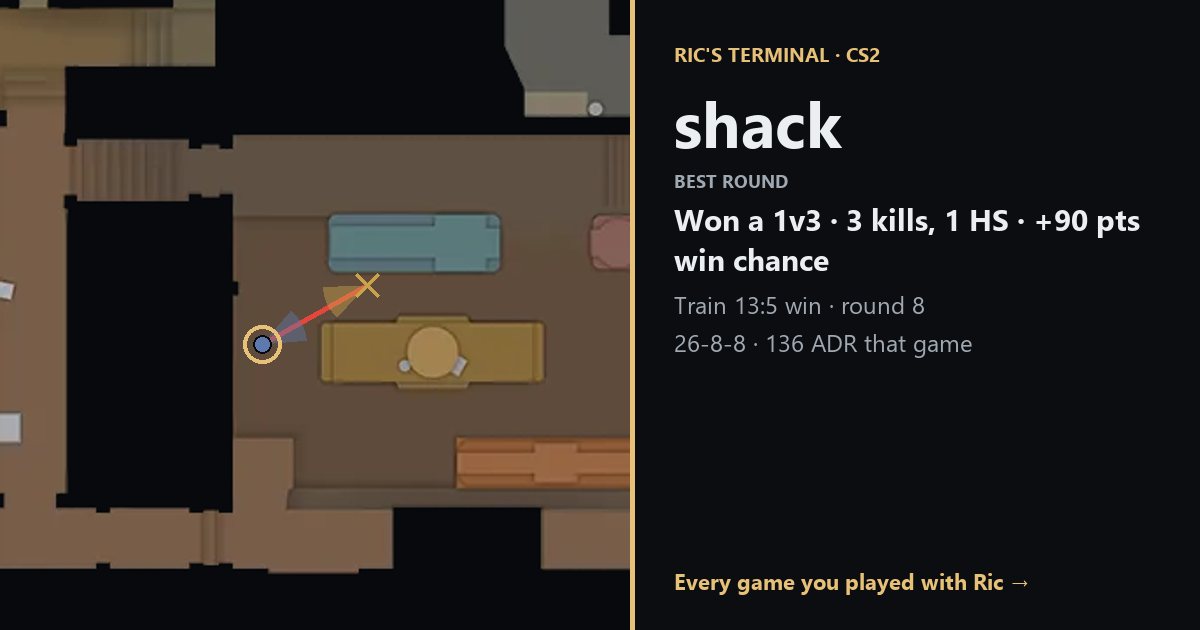 RIC'S TERMINAL · CS2
shack
BEST ROUND
Won a 1v3 · 3 kills, 1 HS · +90 pts
win chance
Train 13:5 win · round 8
26-8-8 · 136 ADR that game
Every game you played with Ric →